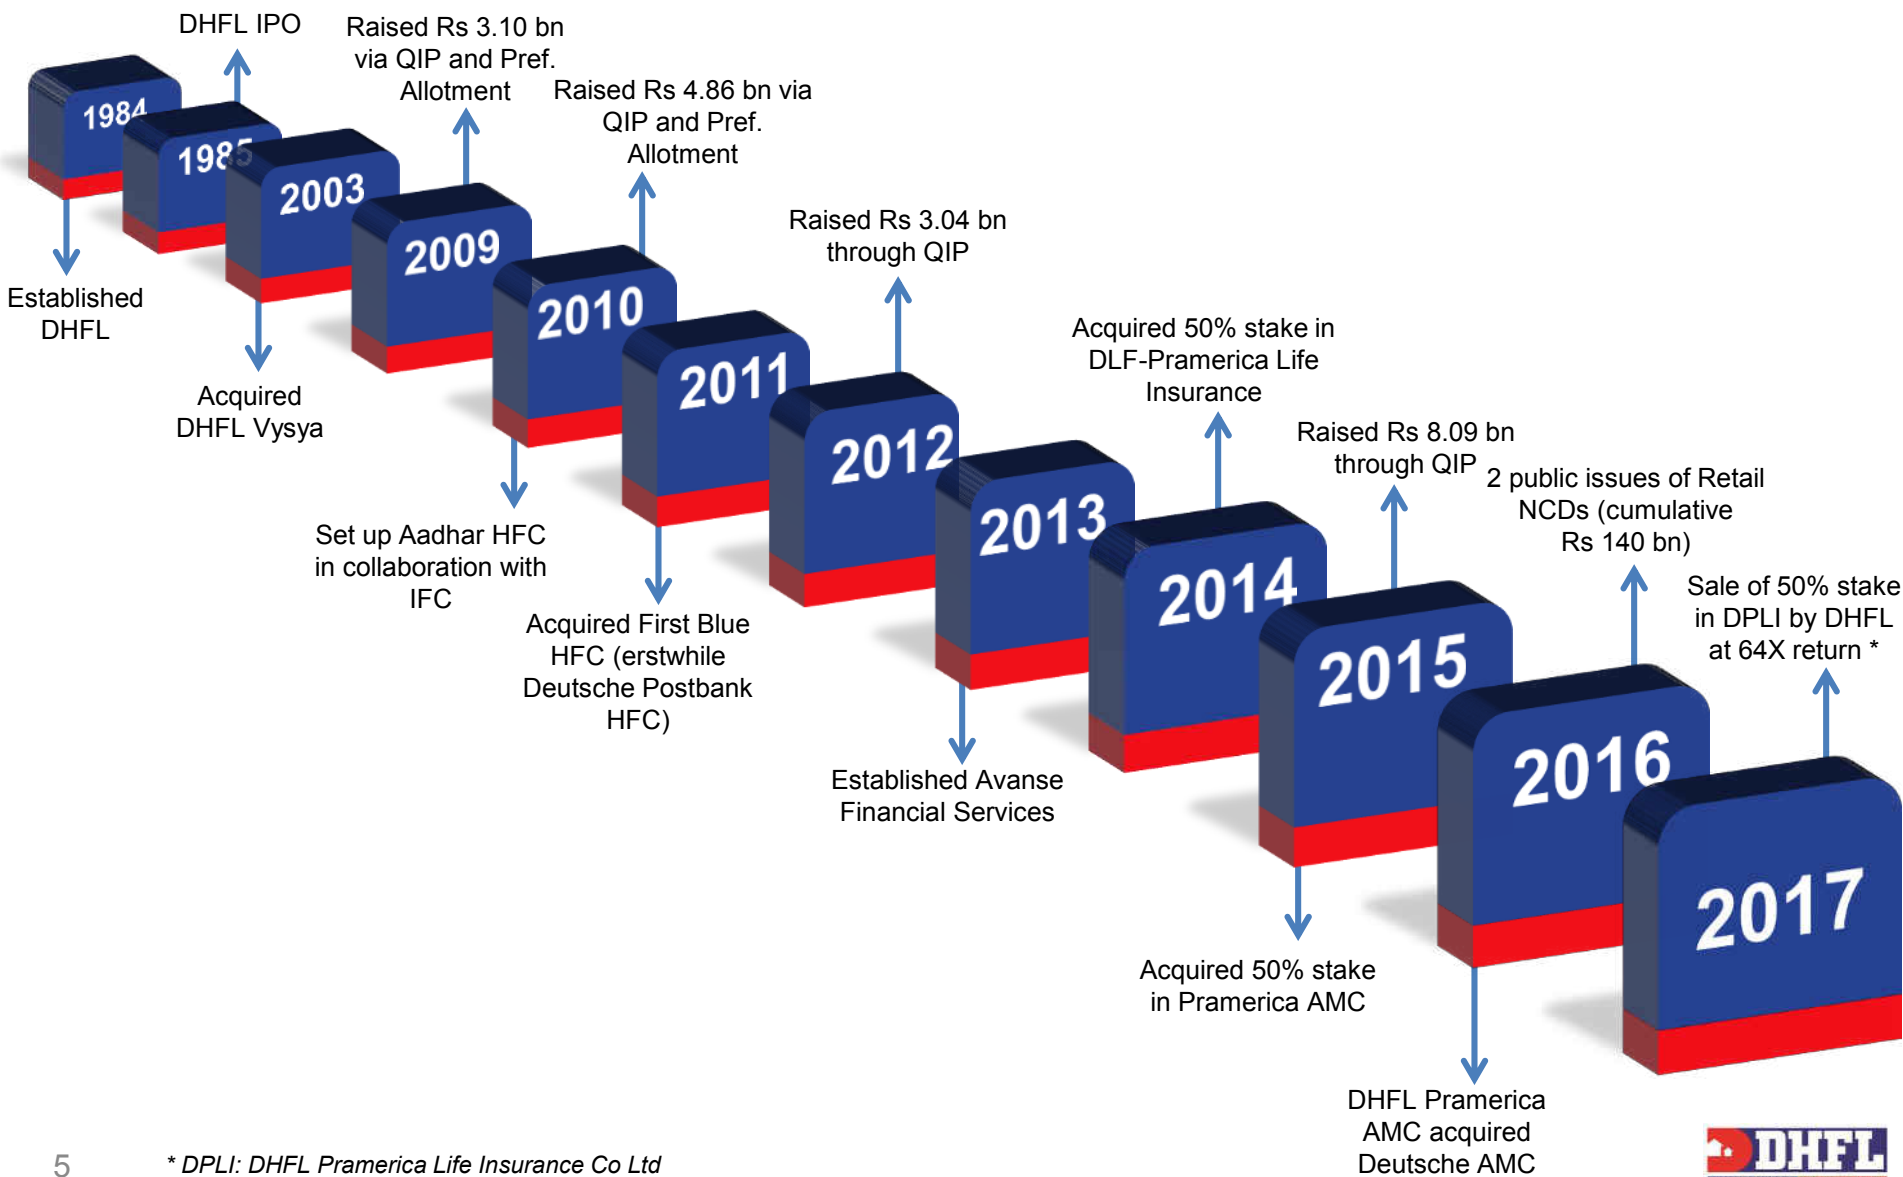 DHFL IPO
Raised Rs 3.10 bn
via QIP and Pref.
Allotment
Raised Rs 4.86 bn via
QIP and Pref.
Allotment
Raised Rs 3.04 bn
through QIP
Acquired 50% stake in
DLF-Pramerica Life
Insurance
Raised Rs 8.09 bn
through QIP
2 public issues of Retail
NCDs (cumulative
Rs 140 bn)
Sale of 50% stake
in DPLI by DHFL
at 64X return *
1984
1985
2003
2009
2010
2011
2012
2013
2014
2015
2016
2017
Established
DHFL
Acquired
DHFL Vysya
Set up Aadhar HFC
in collaboration with
IFC
Acquired First Blue
HFC (erstwhile
Deutsche Postbank
HFC)
Established Avanse
Financial Services
Acquired 50% stake
in Pramerica AMC
DHFL Pramerica
AMC acquired
Deutsche AMC
5
* DPLI: DHFL Pramerica Life Insurance Co Ltd
DHFL